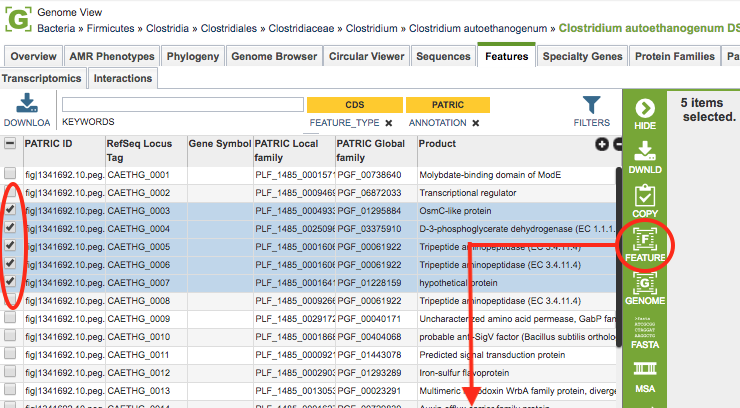 Genome View
Bacteria » Firmicutes » Clostridia » Clostridiales » Clostridiaceae » Clostridium » Clostridium autoethanogenum » Clostridium autoethanogenum DS
Overview AMR Phenotypes Phylogeny Genome Browser Circular Viewer Sequences Features Specialty Genes Protein Families Pa
Transcriptomics Interactions
CDS PATRIC
DOWNLOA KEYWORDS FEATURE_TYPE ✖ ANNOTATION ✖ FILTERS
PATRIC ID RefSeq Locus Tag Gene Symbol PATRIC Local family PATRIC Global family Product
fig|1341692.10.peg. CAETHG_0001 PLF_1485_0001571 PGF_00738640 Molybdate-binding domain of ModE
fig|1341692.10.peg. CAETHG_0002 PLF_1485_0009469 PGF_06872033 Transcriptional regulator
fig|1341692.10.peg. CAETHG_0003 PLF_1485_0004933 PGF_01295884 OsmC-like protein
fig|1341692.10.peg. CAETHG_0004 PLF_1485_0025096 PGF_03375910 D-3-phosphoglycerate dehydrogenase (EC 1.1.1.
fig|1341692.10.peg. CAETHG_0005 PLF_1485_0001606 PGF_00061922 Tripeptide aminopeptidase (EC 3.4.11.4)
fig|1341692.10.peg. CAETHG_0006 PLF_1485_0001606 PGF_00061922 Tripeptide aminopeptidase (EC 3.4.11.4)
fig|1341692.10.peg. CAETHG_0007 PLF_1485_0001641 PGF_01228159 hypothetical protein
fig|1341692.10.peg. CAETHG_0008 PLF_1485_0009266 PGF_00061922 Tripeptide aminopeptidase (EC 3.4.11.4)
fig|1341692.10.peg. CAETHG_0009 PLF_1485_0029172 PGF_00040171 Uncharacterized amino acid permease, GabP fa
fig|1341692.10.peg. CAETHG_0010 PLF_1485_0001868 PGF_00404068 probable anti-SigV factor (Bacillus subtilis ortholo
fig|1341692.10.peg. CAETHG_0011 PLF_1485_0000921 PGF_01443078 Predicted signal transduction protein
fig|1341692.10.peg. CAETHG_0012 PLF_1485_0002903 PGF_01293289 Iron-sulfur flavoprotein
fig|1341692.10.peg. CAETHG_0013 PLF_1485_0013053 PGF_00023291 Multimeric flavodoxin WrbA family protein, diverge
HIDE
DWNLD
COPY
F
FEATURE
G
GENOME
FASTA
MSA
5 items selected.